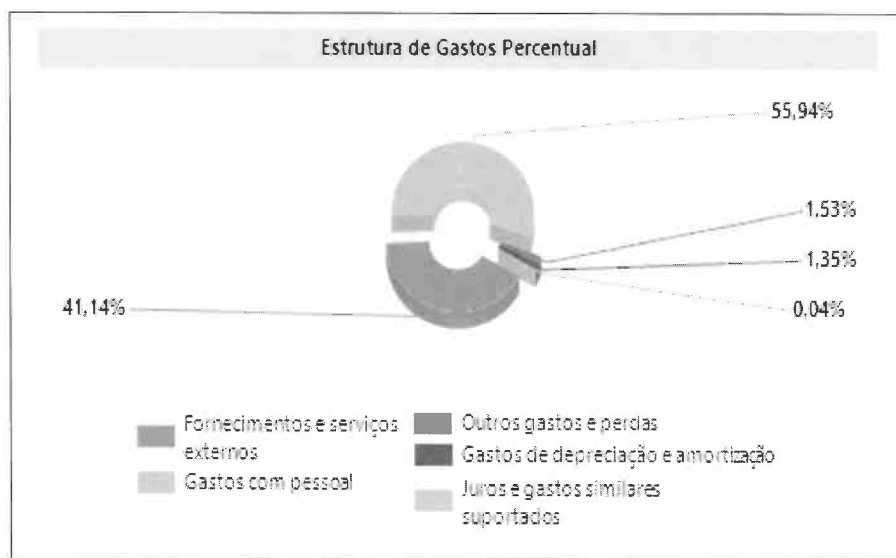 Estrutura de Gastos Percentual
55,94%
1,53%
1,35%
0,04%
41,14%
Fornecimentos e serviços
externos
Gastos com pessoal
Outros gastos e perdas
Gastos de depreciação e amortização
Juros e gastos similares
suportados